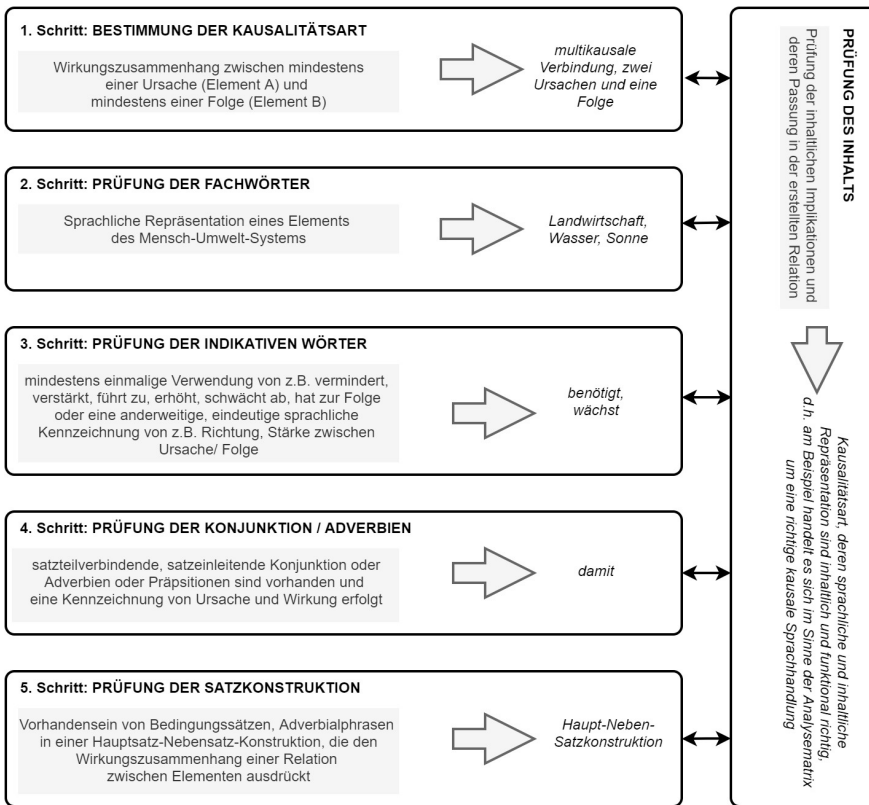 1. Schritt: BESTIMMUNG DER KAUSALITÄTSART
Wirkungszusammenhang zwischen mindestens
einer Ursache (Element A) und
mindestens einer Folge (Element B)
multikausale
Verbindung, zwei
Ursachen und eine
Folge
2. Schritt: PRÜFUNG DER FACHWÖRTER
Sprachliche Repräsentation eines Elements
des Mensch-Umwelt-Systems
Landwirtschaft,
Wasser, Sonne
3. Schritt: PRÜFUNG DER INDIKATIVEN WÖRTER
mindestens einmalige Verwendung von z.B. vermindert,
verstärkt, führt zu, erhöht, schwächt ab, hat zur Folge
oder eine anderweitige, eindeutige sprachliche
Kennzeichnung von z.B. Richtung, Stärke zwischen
Ursache/ Folge
benötigt,
wächst
4. Schritt: PRÜFUNG DER KONJUNKTION / ADVERBIEN
satzteilverbindende, satzeinleitende Konjunktion oder
Adverbien oder Präpsitionen sind vorhanden und
eine Kennzeichnung von Ursache und Wirkung erfolgt
damit
5. Schritt: PRÜFUNG DER SATZKONSTRUKTION
Vorhandensein von Bedingungssätzen, Adverbialphrasen
in einer Hauptsatz-Nebensatz-Konstruktion, die den
Wirkungszusammenhang einer Relation
zwischen Elementen ausdrückt
Haupt-Neben-
Satzkonstruktion
PRÜFUNG DES INHALTS
Prüfung der inhaltlichen Implikationen und
deren Passung in der erstellten Relation
Kausalitätsart, deren sprachliche und inhaltliche
Repräsentation sind inhaltlich und funktional richtig,
d.h. am Beispiel handelt es sich im Sinne der Analysematrix
um eine richtige kausale Sprachhandlung